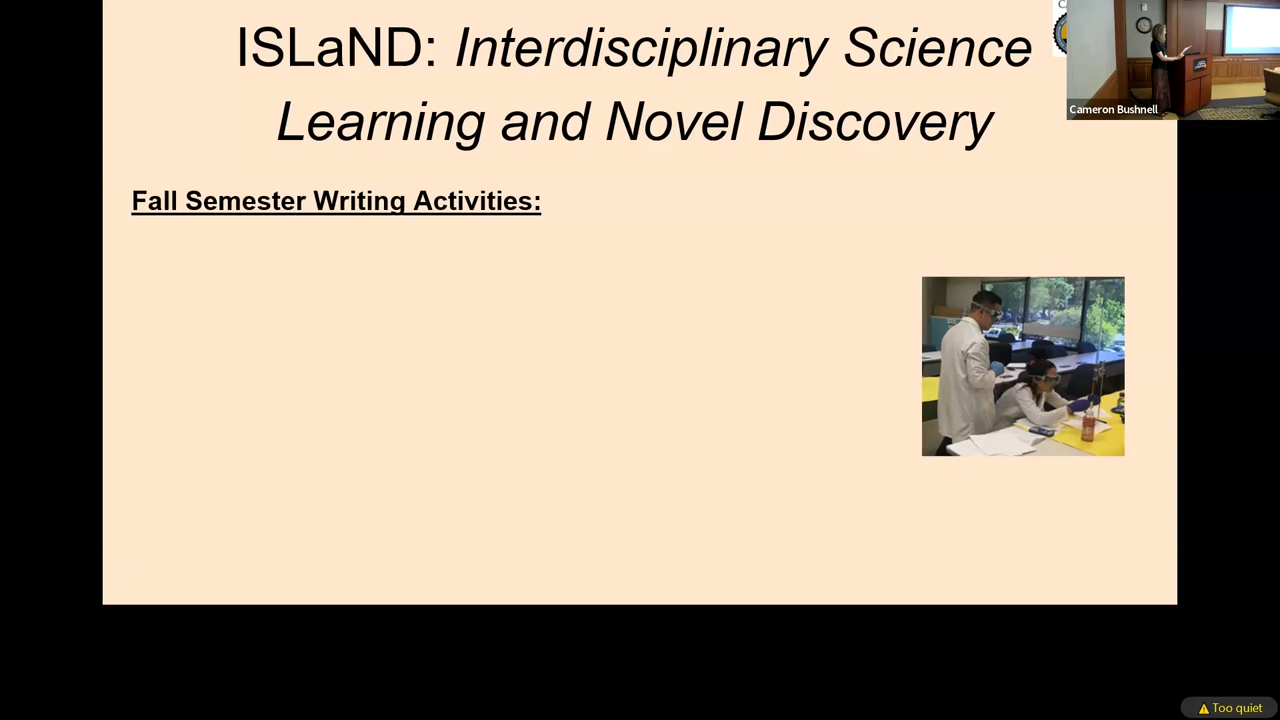 ISLaND: Interdisciplinary Science
Learning and Novel Discovery
Fall Semester Writing Activities:
Cameron Bushnell
Too quiet